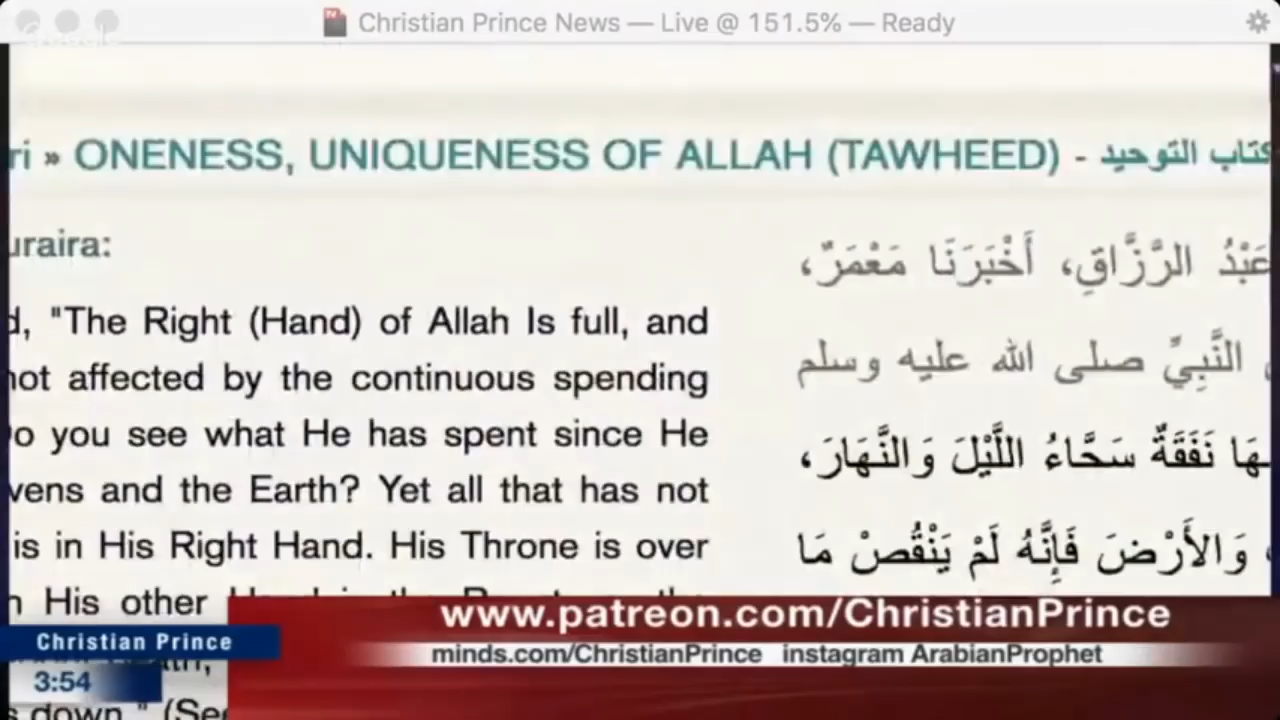 Christian Prince News — Live @ 151.5% — Ready
ri » ONENESS, UNIQUENESS OF ALLAH (TAWHEED) - كتاب التوحيد
uraira:
d, "The Right (Hand) of Allah Is full, and
not affected by the continuous spending
o you see what He has spent since He
vens and the Earth? Yet all that has not
is in His Right Hand. His Throne is over
n His other
s down." (See
عَبْدُ الرَّزَّاقِ، أَخْبَرَنَا مَعْمَرٌ،
النَّبِيِّ صلى الله عليه وسلم
ـهَا نَفَقَةٌ سَحَّاءُ اللَّيْلَ وَالنَّهَارَ،
وَالأَرْضَ فَإِنَّهُ لَمْ يَنْقُصْ مَا
www.patreon.com/ChristianPrince
Christian Prince
minds.com/ChristianPrince instagram ArabianProphet
3:54